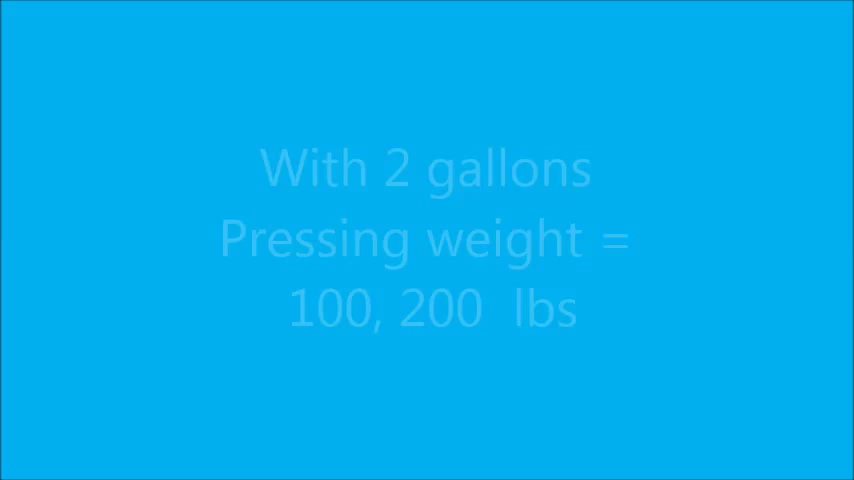 With 2 gallons
Pressing weight =
100, 200  lbs